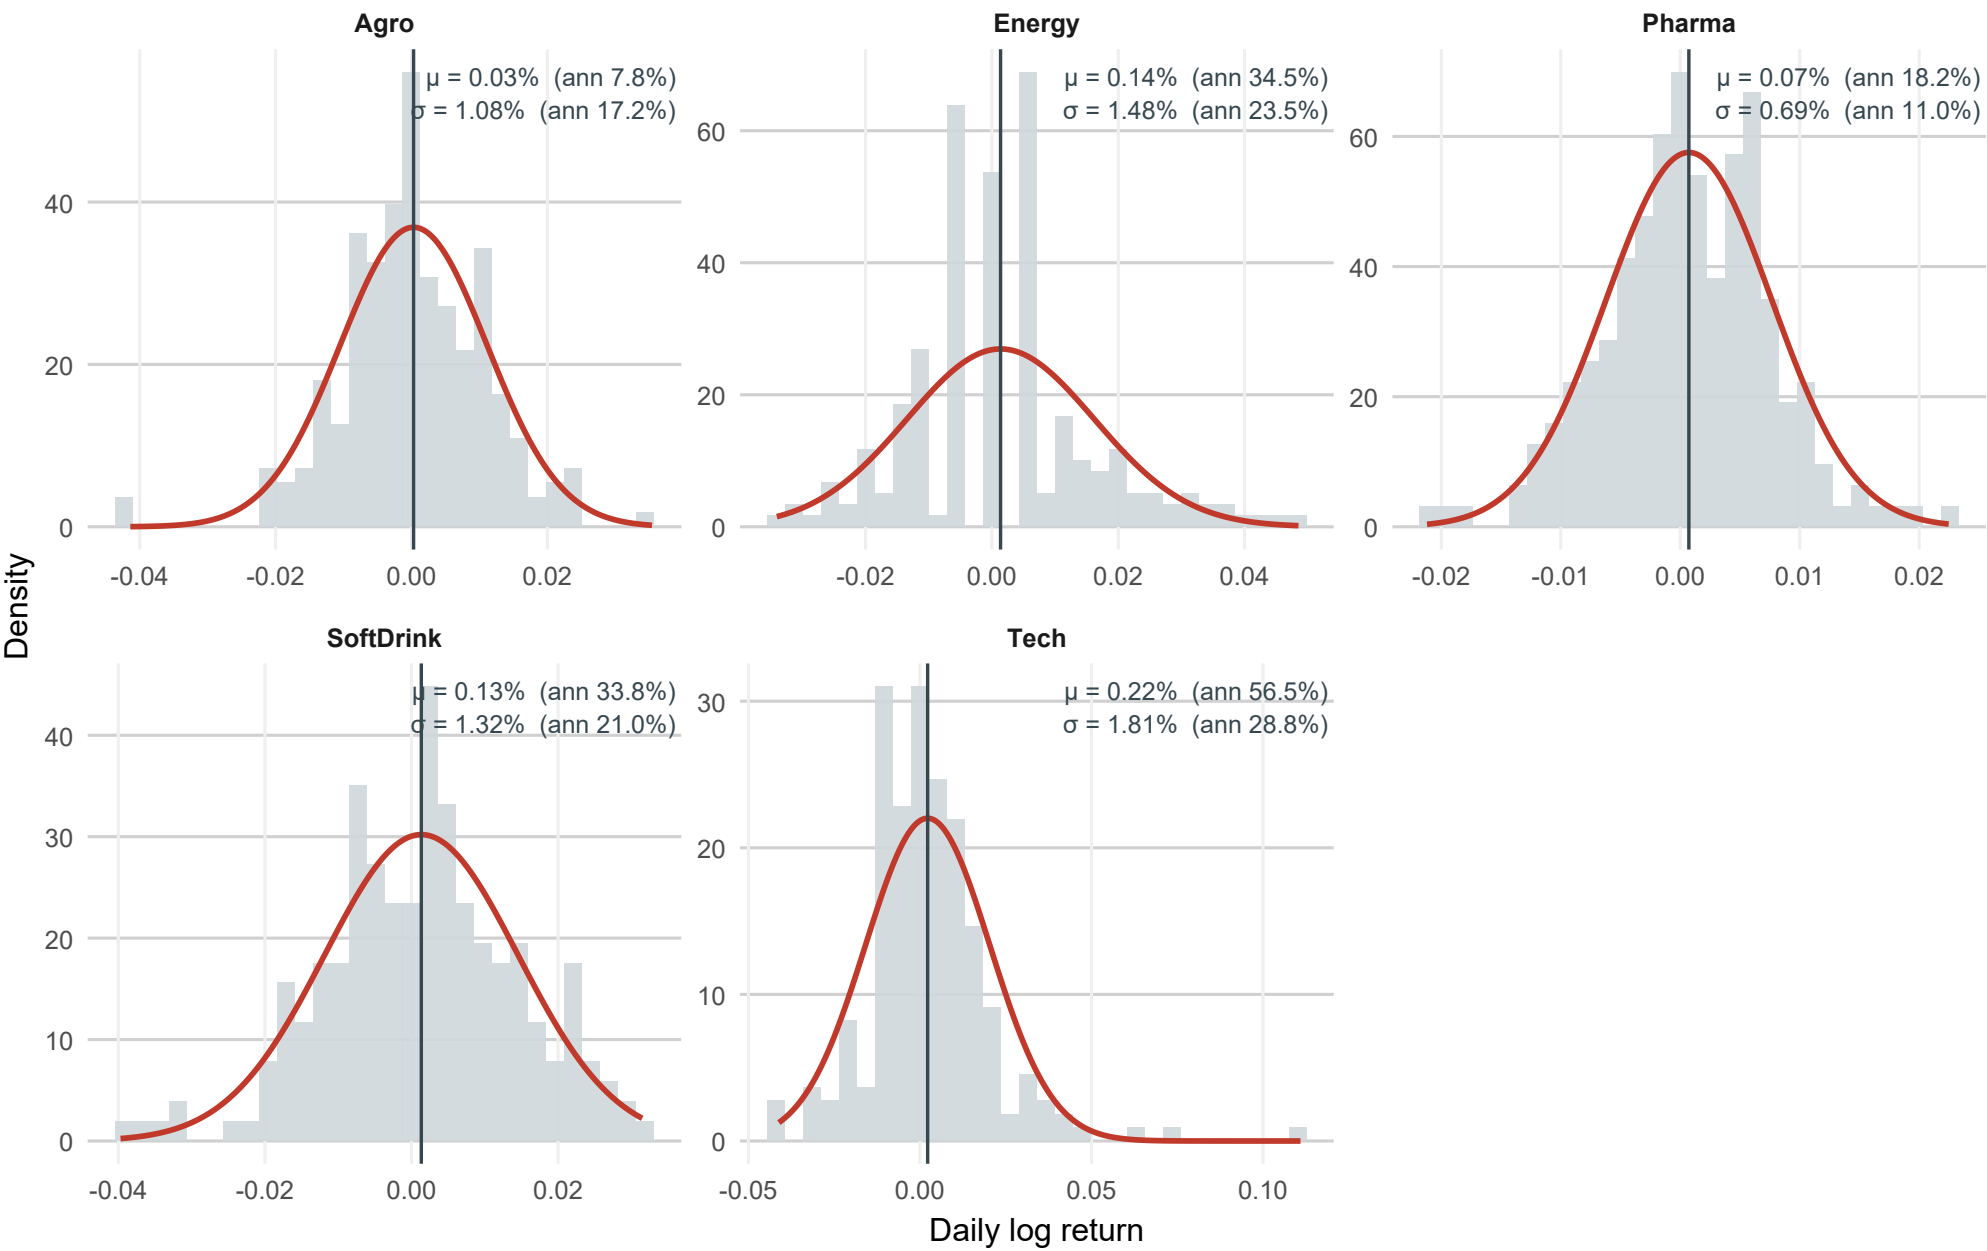 Agro
μ = 0.03%  (ann 7.8%)
σ = 1.08%  (ann 17.2%)
40
20
0
-0.04 -0.02 0.00 0.02
Energy
μ = 0.14%  (ann 34.5%)
σ = 1.48%  (ann 23.5%)
60
40
20
0
-0.02 0.00 0.02 0.04
Pharma
μ = 0.07%  (ann 18.2%)
σ = 0.69%  (ann 11.0%)
60
40
20
0
-0.02 -0.01 0.00 0.01 0.02
Density
SoftDrink
μ = 0.13%  (ann 33.8%)
σ = 1.32%  (ann 21.0%)
40
30
20
10
0
-0.04 -0.02 0.00 0.02
Tech
μ = 0.22%  (ann 56.5%)
σ = 1.81%  (ann 28.8%)
30
20
10
0
-0.05 0.00 0.05 0.10
Daily log return